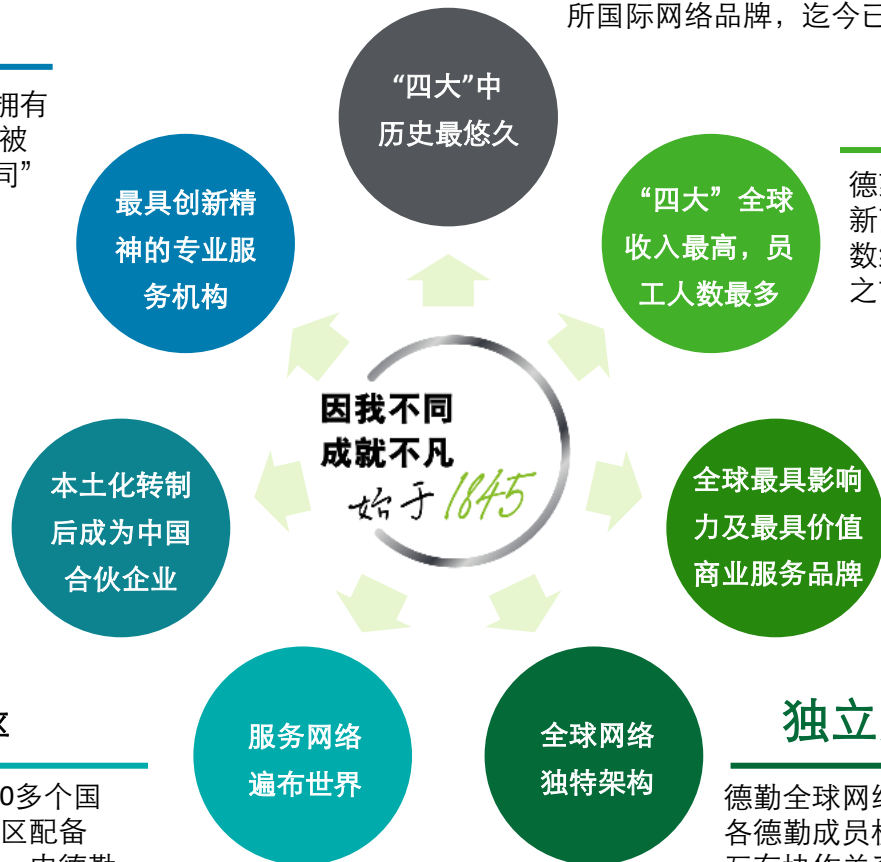 所国际网络品牌，迄今已
“四大”中
历史最悠久
拥有
被
司”
最具创新精
神的专业服
务机构
“四大”全球
收入最高，员
工人数最多
新
数
之
因我不同
成就不凡
始于1845
本土化转制
后成为中国
合伙企业
全球最具影响
力及最具价值
商业服务品牌
服务网络
遍布世界
0多个国
区配备
全球网络
独特架构
独立
德勤全球网络
各德勤成员机